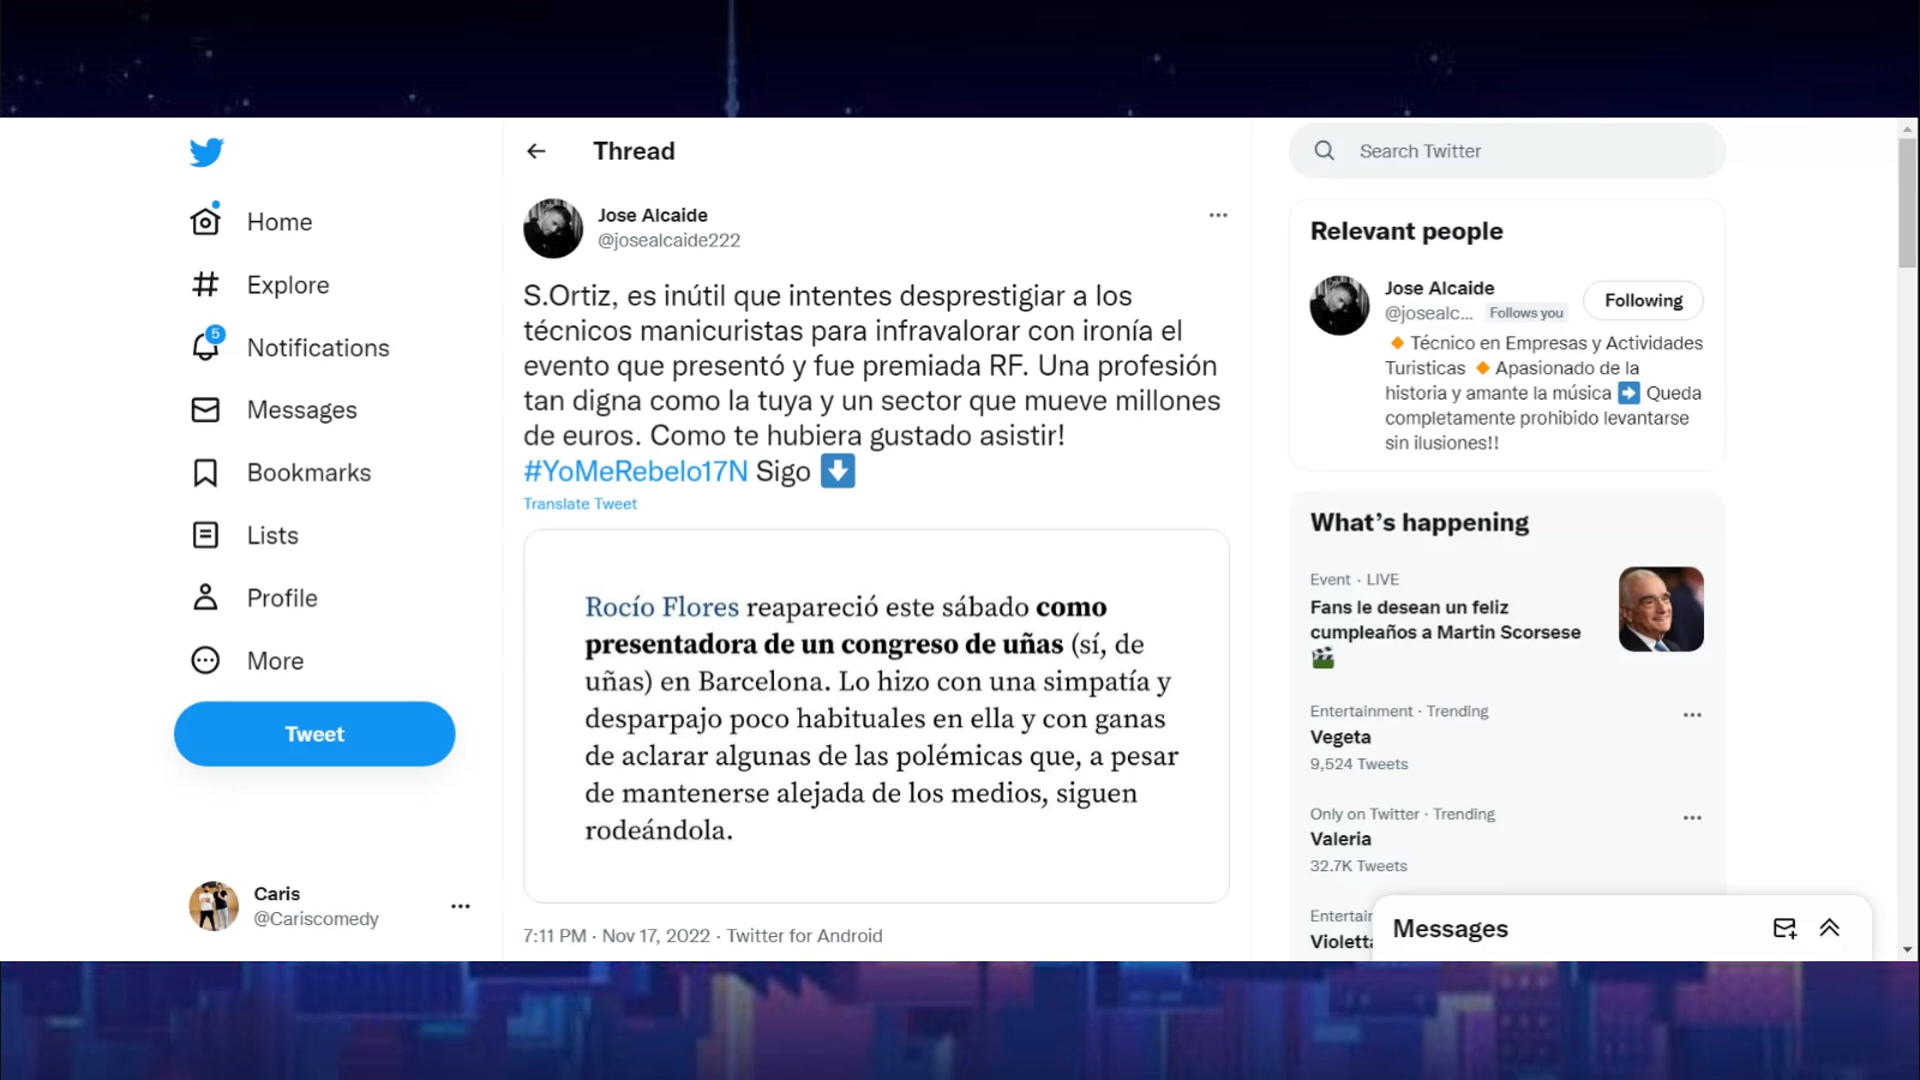 Home
Explore
5
Notifications
Messages
Bookmarks
Lists
Profile
More
Tweet
Caris
@Cariscomedy
Thread
Jose Alcaide
@josealcaide222
S.Ortiz, es inútil que intentes desprestigiar a los
técnicos manicuristas para infravalorar con ironía el
evento que presentó y fue premiada RF. Una profesión
tan digna como la tuya y un sector que mueve millones
de euros. Como te hubiera gustado asistir!
#YoMeRebelo17N Sigo ⬇️
Translate Tweet
Rocío Flores reapareció este sábado como
presentadora de un congreso de uñas (sí, de
uñas) en Barcelona. Lo hizo con una simpatía y
desparpajo poco habituales en ella y con ganas
de aclarar algunas de las polémicas que, a pesar
de mantenerse alejada de los medios, siguen
rodeándola.
7:11 PM · Nov 17, 2022 · Twitter for Android
Search Twitter
Relevant people
Jose Alcaide
@josealc... Follows you
Following
🔸Técnico en Empresas y Actividades
Turisticas 🔸Apasionado de la
historia y amante la música ➡️ Queda
completamente prohibido levantarse
sin ilusiones!!
What's happening
Event · LIVE
Fans le desean un feliz
cumpleaños a Martin Scorsese
🎬
Entertainment · Trending
Vegeta
9,524 Tweets
Only on Twitter · Trending
Valeria
32.7K Tweets
Entertai
Violetta
Messages